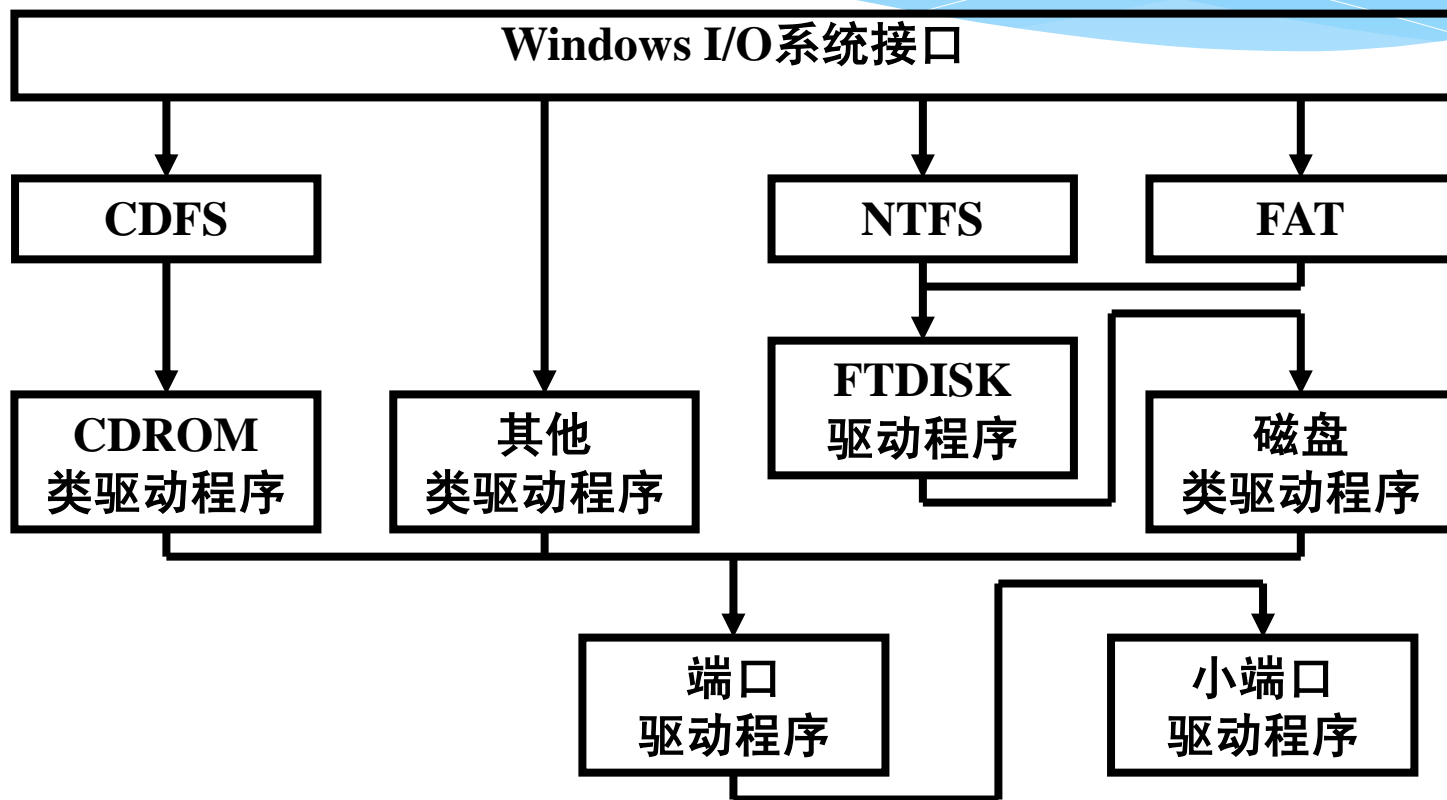 Windows I/O系统接口
CDFS
NTFS
FAT
CDROM
类驱动程序
其他
类驱动程序
FTDISK
驱动程序
磁盘
类驱动程序
端口
驱动程序
小端口
驱动程序